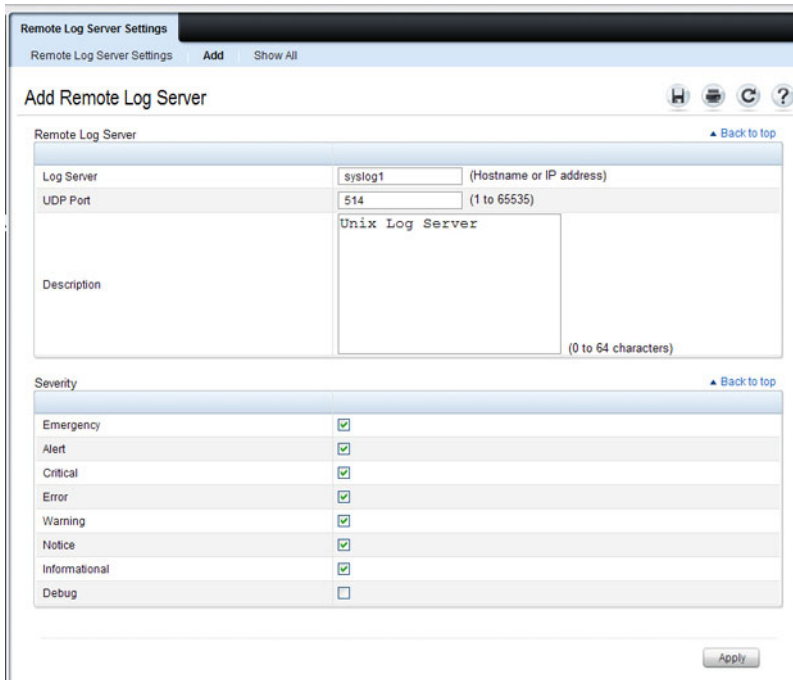 Remote Log Server Settings
Remote Log Server Settings Add Show All
Add Remote Log Server
?
Remote Log Server ▲ Back to top
Log Server syslog1 (Hostname or IP address)
UDP Port 514 (1 to 65535)
Unix Log Server
Description
(0 to 64 characters)
Severity ▲ Back to top
Emergency
Alert
Critical
Error
Warning
Notice
Informational
Debug
Apply